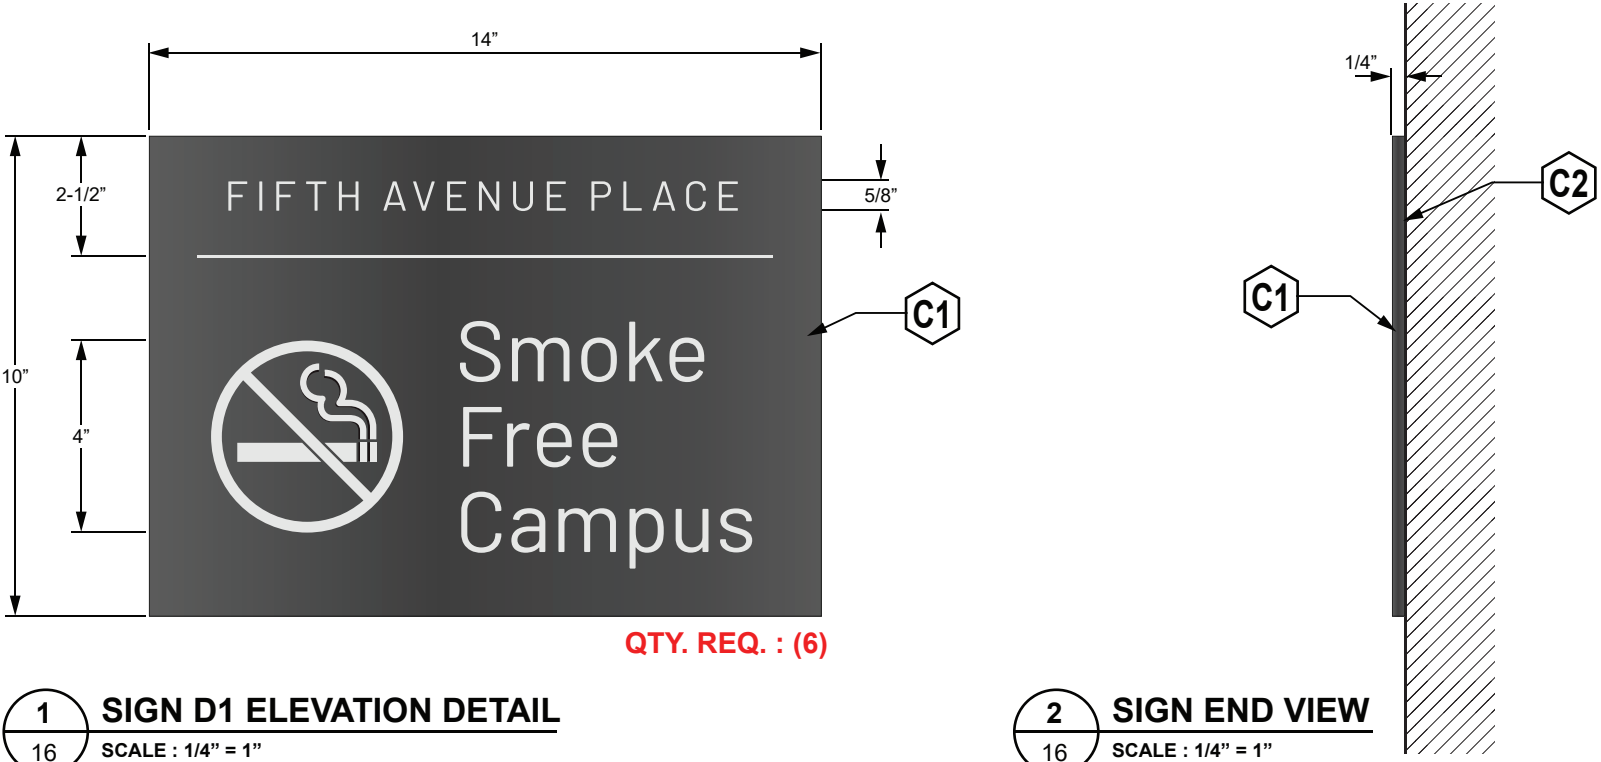 14”
1/4”
2-1/2”
FIFTH AVENUE PLACE
5/8”
C2
C1
C1
10”
4”
Smoke
Free
Campus
QTY. REQ. : (6)
1
16
SIGN D1 ELEVATION DETAIL
SCALE : 1/4” = 1”
2
16
SIGN END VIEW
SCALE : 1/4” = 1”